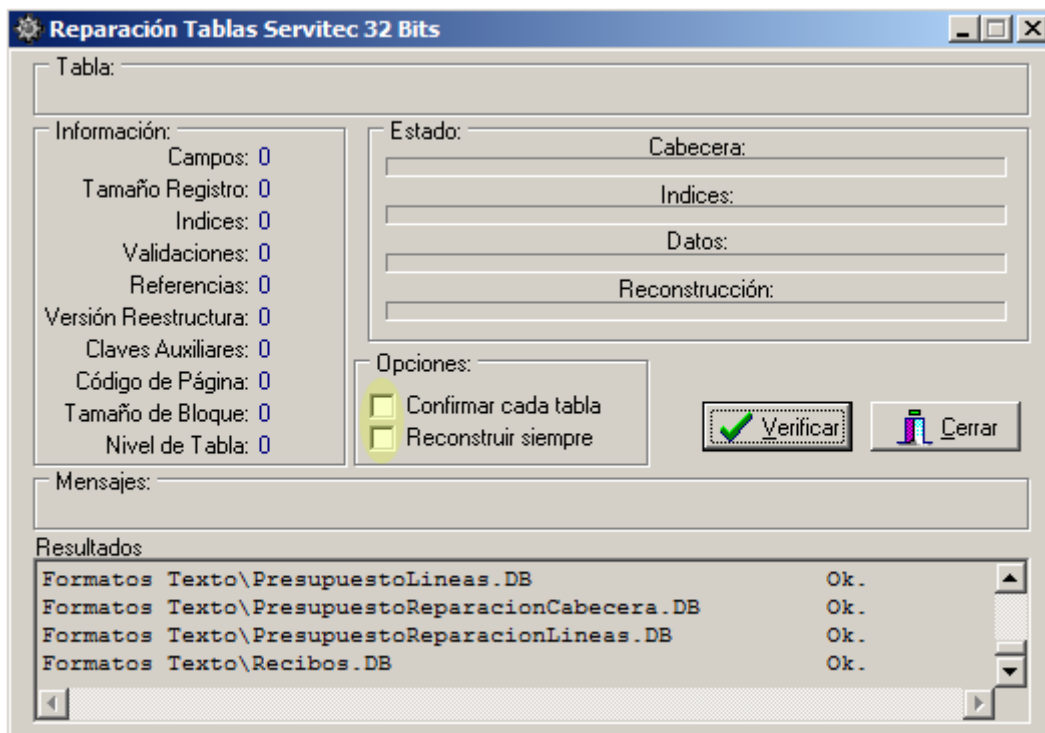 Reparación Tablas Servitec 32 Bits
Tabla:
Información:
Campos: 0
Tamaño Registro: 0
Indices: 0
Validaciones: 0
Referencias: 0
Versión Reestructura: 0
Claves Auxiliares: 0
Código de Página: 0
Tamaño de Bloque: 0
Nivel de Tabla: 0
Estado:
Cabecera:
Indices:
Datos:
Reconstrucción:
Opciones:
Confirmar cada tabla
Reconstruir siempre
Verificar
Cerrar
Mensajes:
Resultados
Formatos Texto\PresupuestoLineas.DB Ok.
Formatos Texto\PresupuestoReparacionCabecera.DB Ok.
Formatos Texto\PresupuestoReparacionLineas.DB Ok.
Formatos Texto\Recibos.DB Ok.